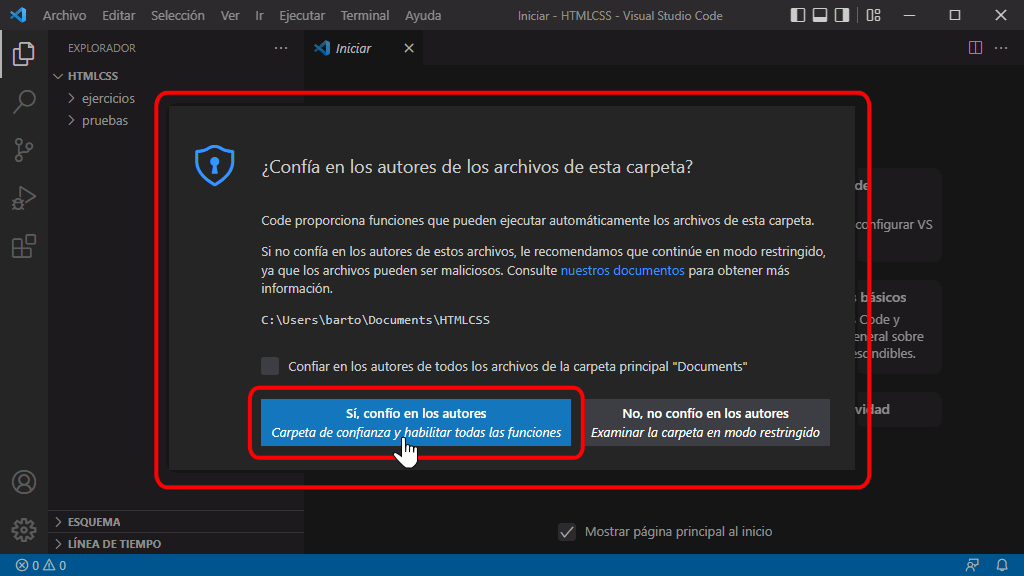 Archivo Editar Selección Ver Ir Ejecutar Terminal Ayuda Iniciar - HTMLCSS - Visual Studio Code
EXPLORADOR
Iniciar
HTMLCSS
ejercicios
pruebas
¿Confía en los autores de los archivos de esta carpeta?
Code proporciona funciones que pueden ejecutar automáticamente los archivos de esta carpeta.
Si no confía en los autores de estos archivos, le recomendamos que continúe en modo restringido,
ya que los archivos pueden ser maliciosos. Consulte nuestros documentos para obtener más
información.
C:\Users\barto\Documents\HTMLCSS
Confiar en los autores de todos los archivos de la carpeta principal "Documents"
Sí, confío en los autores
Carpeta de confianza y habilitar todas las funciones
No, no confío en los autores
Examinar la carpeta en modo restringido
de
configurar VS
básicos
Code y
general sobre
escondibles.
vidad
Mostrar página principal al inicio
ESQUEMA
LÍNEA DE TIEMPO
0 0